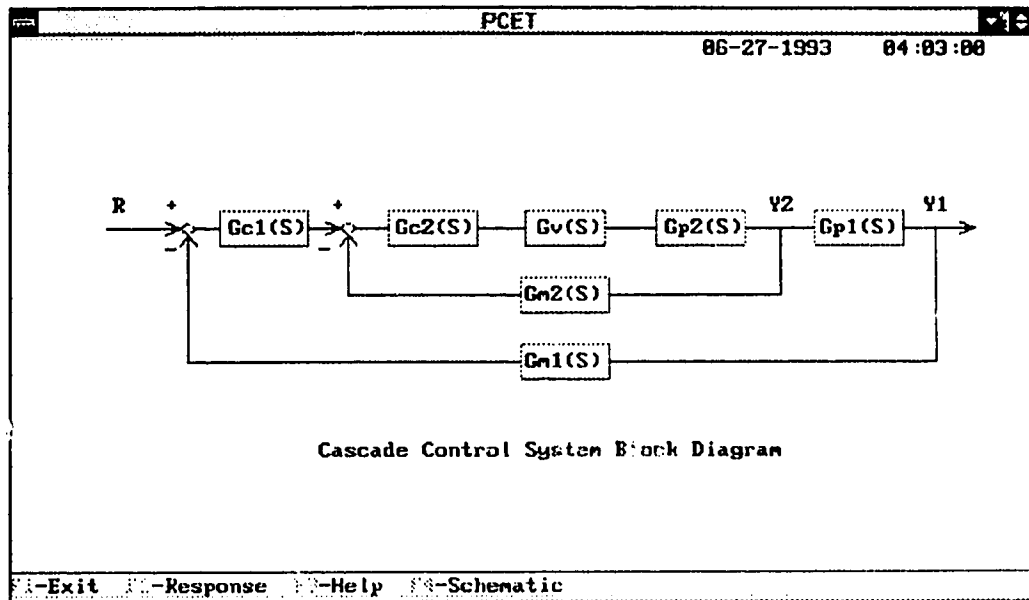 PCET
06-27-1993 04:03:00
R + Gc1(S) + Gc2(S) Gv(S) Gp2(S) Y2 Gp1(S) Y1
− −
Gm2(S)
Gm1(S)
Cascade Control System Block Diagram
-Exit -Response -Help -Schematic